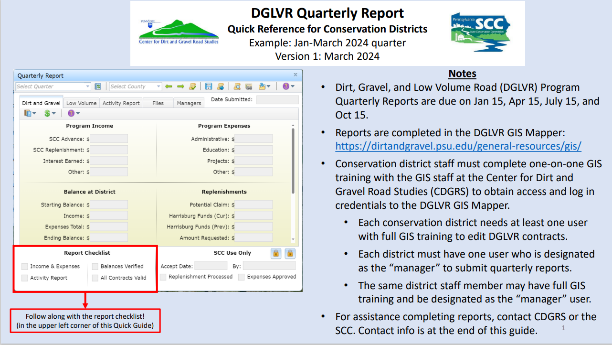 DGLVR Quarterly Report
Quick Reference for Conservation Districts
Example: Jan-March 2024 quarter
Version 1: March 2024
Center for Dirt and Gravel Road Studies
SCC
Quarterly Report
Select Quarter
Select County
Dirt and Gravel
Low Volume
Activity Report
Files
Managers
Date Submitted:
Program Income
SCC Advance: $
SCC Replenishment: $
Interest Earned: $
Other: $
Program Expenses
Administrative: $
Education: $
Projects: $
Other: $
Balance at District
Starting Balance: $
Income: $
Expenses Total: $
Ending Balance: $
Replenishments
Potential Claim: $
Harrisburg Funds (Cur): $
Harrisburg Funds (Prev): $
Amount Requested: $
Report Checklist
Income & Expenses
Balances Verified
Activity Report
All Contracts Valid
SCC Use Only
Accept Date:
By:
Replenishment Processed
Expenses Approved
Follow along with the report checklist!
(in the upper left corner of this Quick Guide)
Notes
• Dirt, Gravel, and Low Volume Road (DGLVR) Program
Quarterly Reports are due on Jan 15, Apr 15, July 15, and
Oct 15.
• Reports are completed in the DGLVR GIS Mapper:
https://dirtandgravel.psu.edu/general-resources/gis/
• Conservation district staff must complete one-on-one GIS
training with the GIS staff at the Center for Dirt and
Gravel Road Studies (CDGRS) to obtain access and log in
credentials to the DGLVR GIS Mapper.
• Each conservation district needs at least one user
with full GIS training to edit DGLVR contracts.
• Each district must have one user who is designated
as the “manager” to submit quarterly reports.
• The same district staff member may have full GIS
training and be designated as the “manager” user.
• For assistance completing reports, contact CDGRS or the
SCC. Contact info is at the end of this guide.
1